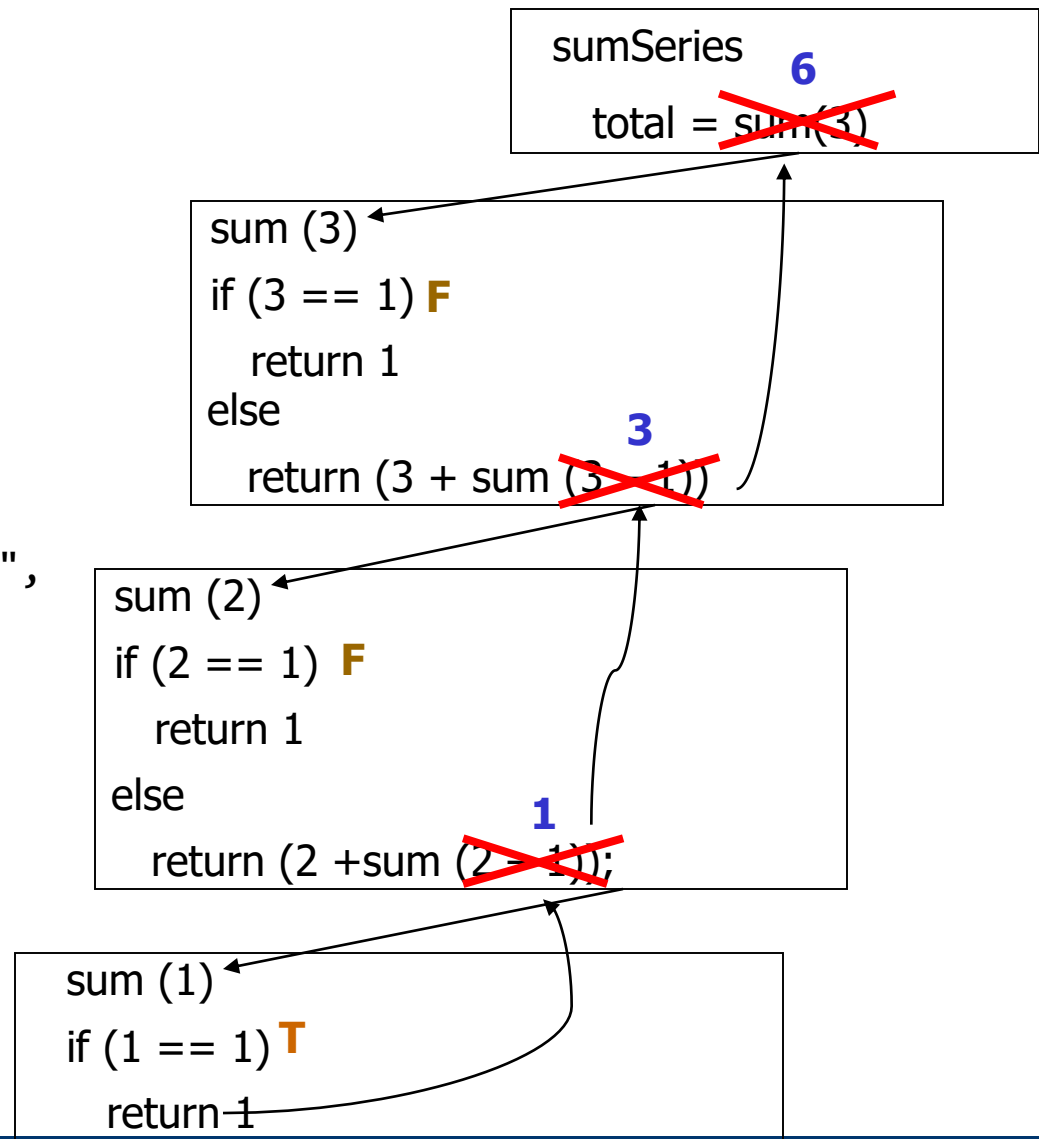 sumSeries
6
total = sum(3)
sum (3)
if (3 == 1) F
return 1
else
3
return (3 + sum (3 - 1))
",
sum (2)
if (2 == 1) F
return 1
else
1
return (2 +sum (2 - 1));
sum (1)
if (1 == 1) T
return 1